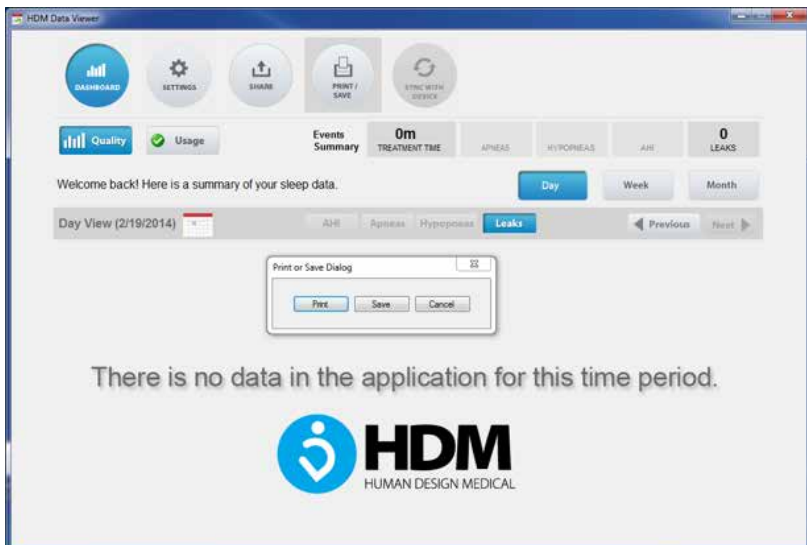 HDM Data Viewer
DASHBOARD
SETTINGS
SHARE
PRINT /
SAVE
SYNC WITH
DEVICE
Quality
Usage
Events
Summary
0m
TREATMENT TIME
APNEAS
HYPOPNEAS
AHI
0
LEAKS
Welcome back! Here is a summary of your sleep data.
Day
Week
Month
Day View (2/19/2014)
AHI
Apneas
Hypopneas
Leaks
Previous
Next
Print or Save Dialog
Print
Save
Cancel
There is no data in the application for this time period.
HDM
HUMAN DESIGN MEDICAL